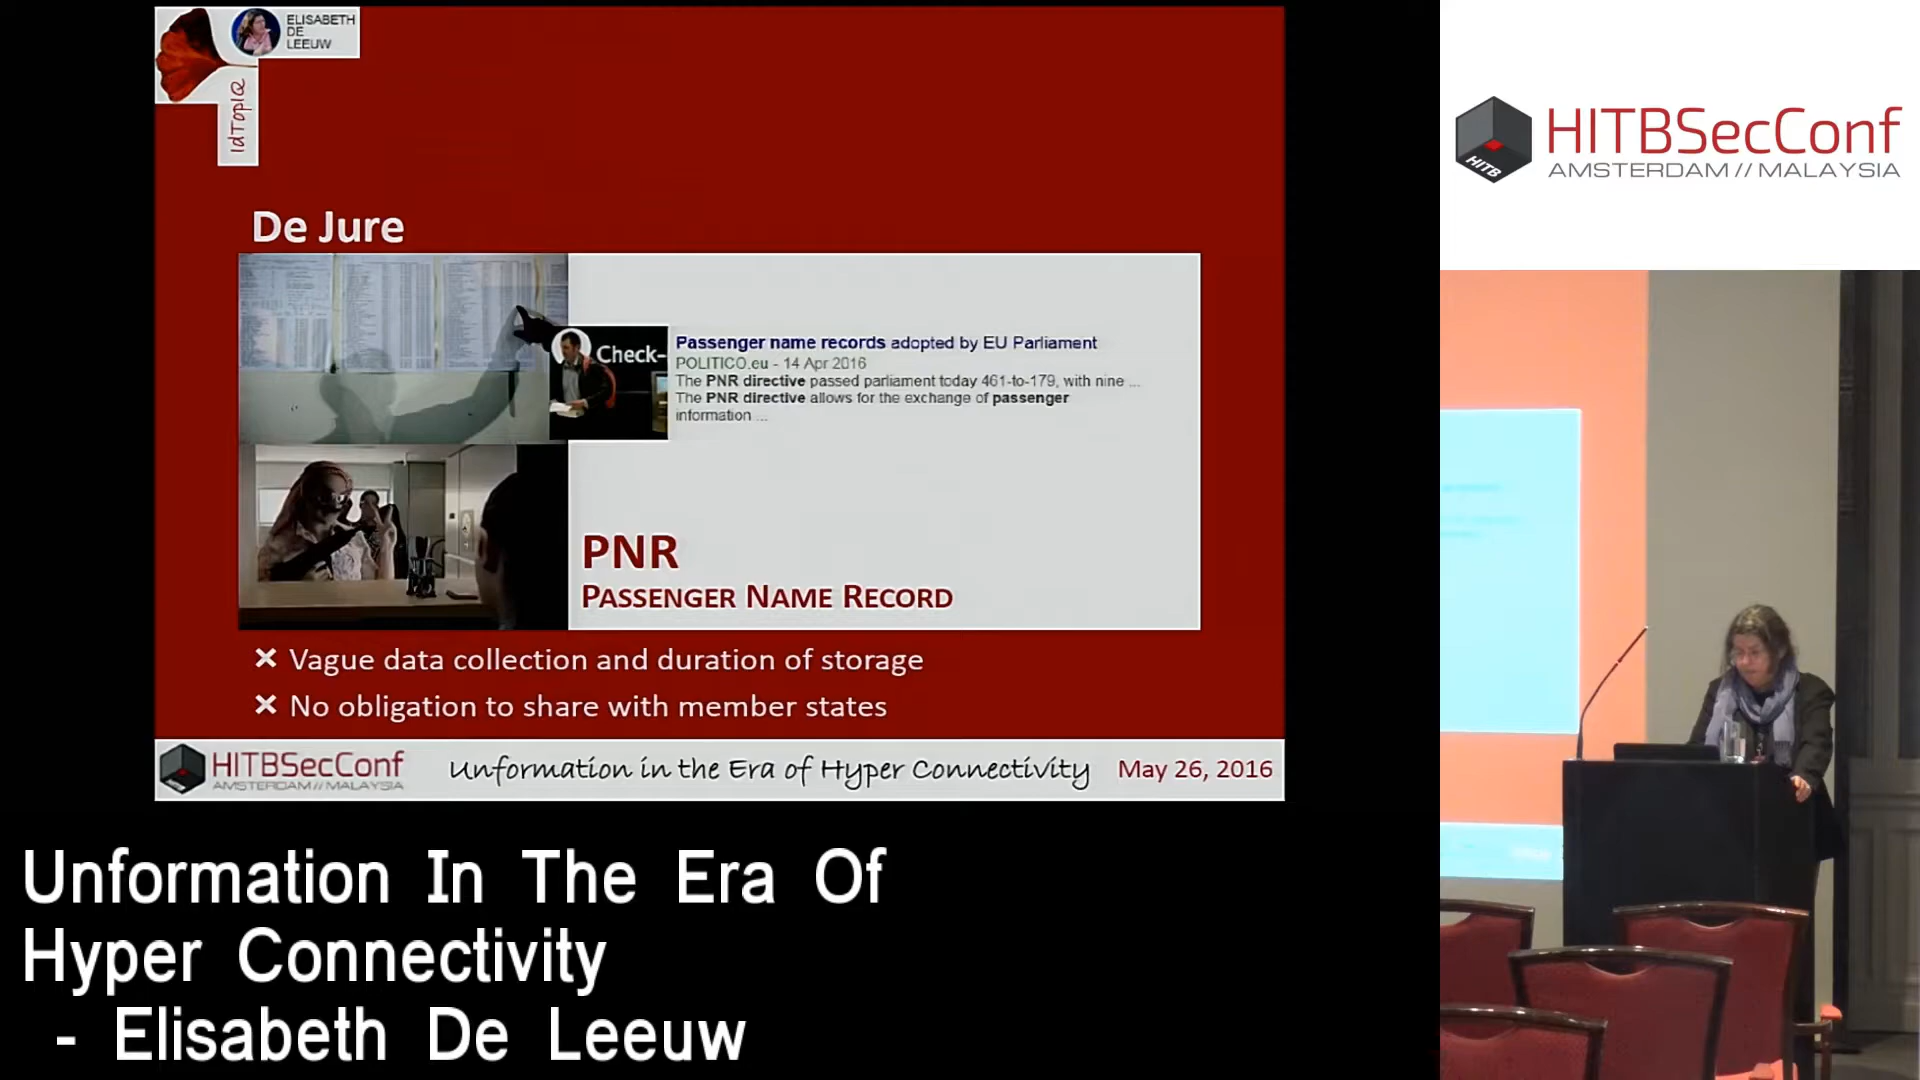 ELISABETH
DE
LEEUW
IdTopIQ
De Jure
Check-
Passenger name records adopted by EU Parliament
POLITICO.eu - 14 Apr 2016
The PNR directive passed parliament today 461-to-179, with nine ...
The PNR directive allows for the exchange of passenger
information ...
PNR
PASSENGER NAME RECORD
× Vague data collection and duration of storage
× No obligation to share with member states
HITBSecConf
AMSTERDAM // MALAYSIA
Unformation in the Era of Hyper Connectivity
May 26, 2016
HITB
HITBSecConf
AMSTERDAM // MALAYSIA
Unformation In The Era Of
Hyper Connectivity
- Elisabeth De Leeuw